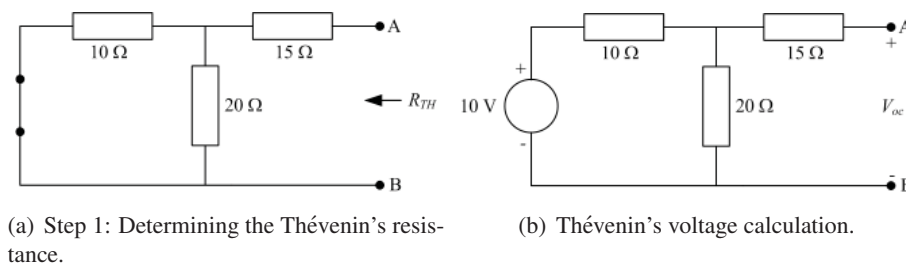 A
10 Ω
15 Ω
20 Ω
R_TH
B
(a) Step 1: Determining the Thévenin's resis-
tance.
A
+
10 Ω
15 Ω
+
10 V
20 Ω
V_oc
-
-
B
(b) Thévenin's voltage calculation.